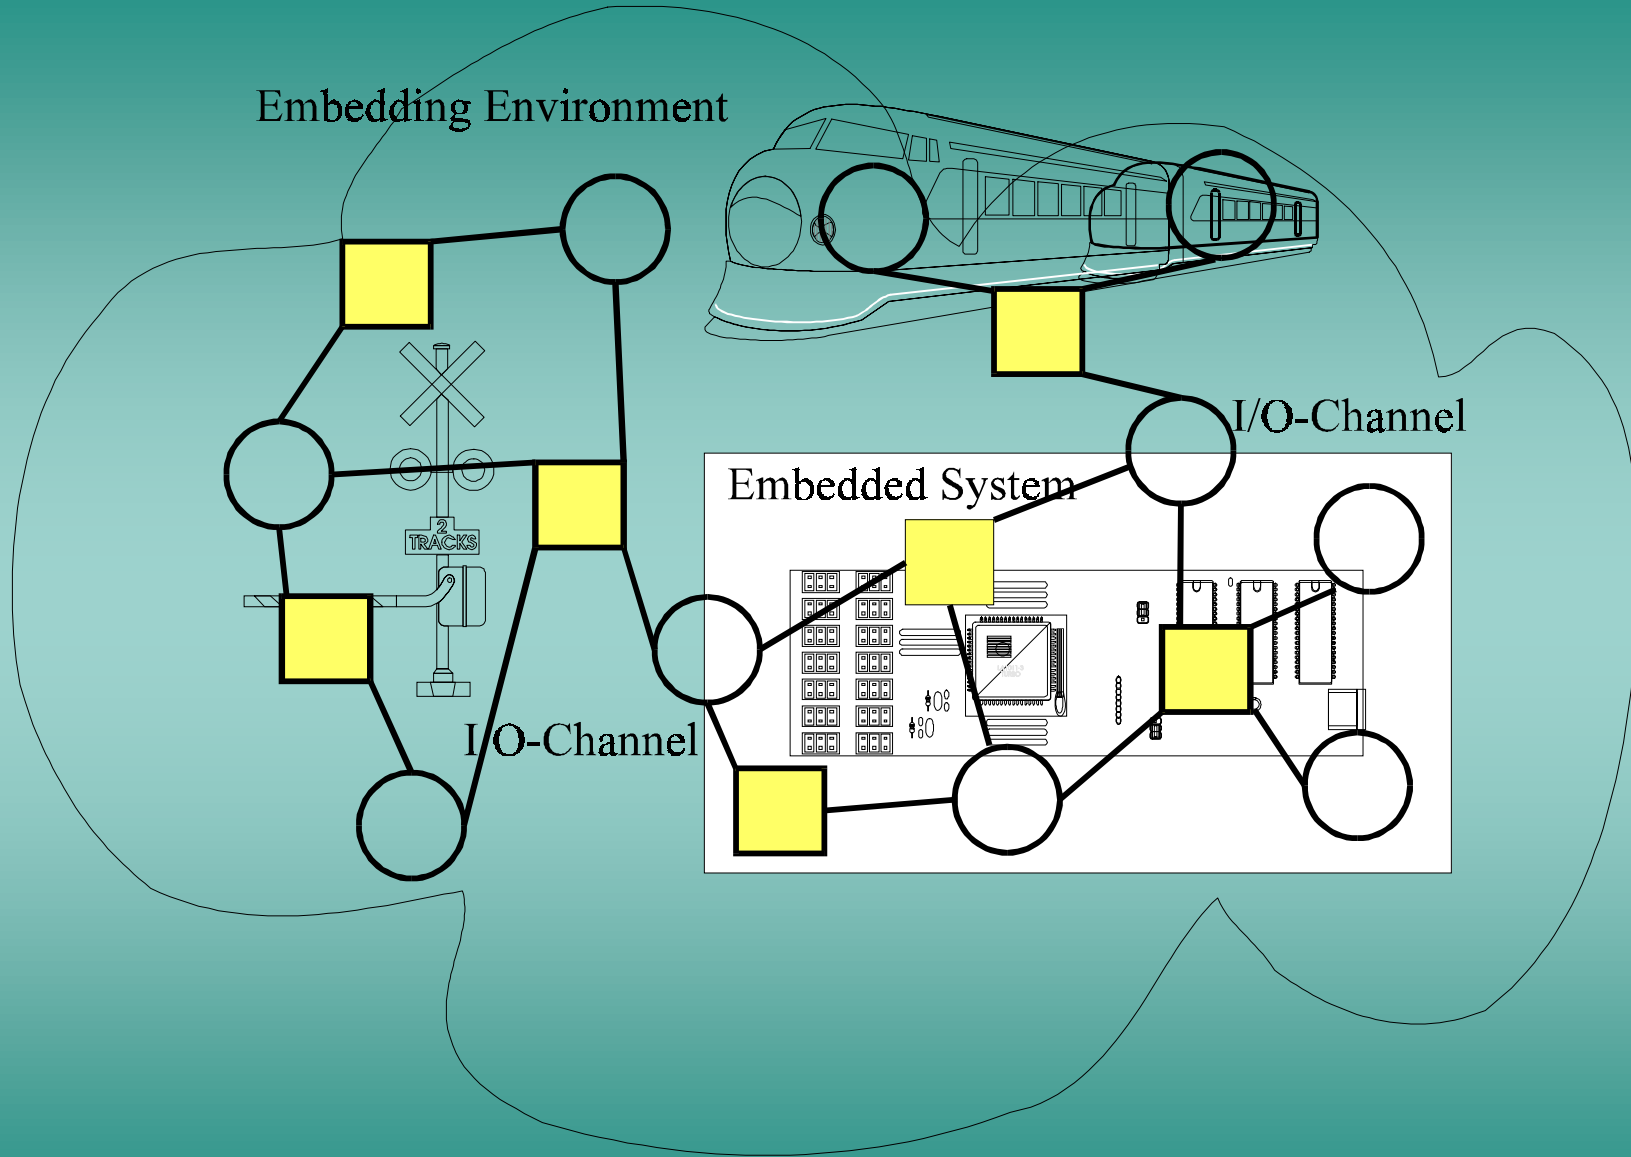 Embedding Environment
I/O-Channel
Embedded System
2
TRACKS
I/O-Channel